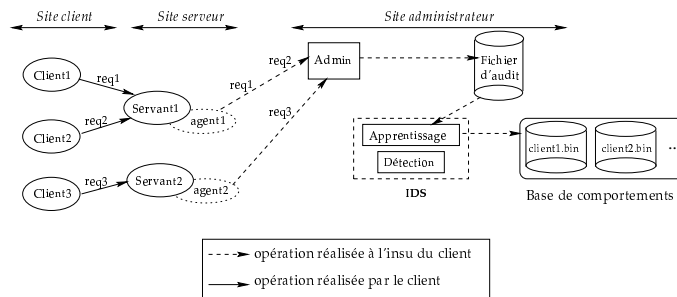 Site client
Site serveur
Site administrateur
Client1
req1
Client2
req2
Client3
req3
Servant1
agent1
Servant2
agent2
req1
req2
req3
Admin
Fichier
d'audit
Apprentissage
Détection
IDS
client1.bin
client2.bin
...
Base de comportements
opération réalisée à l'insu du client
opération réalisée par le client